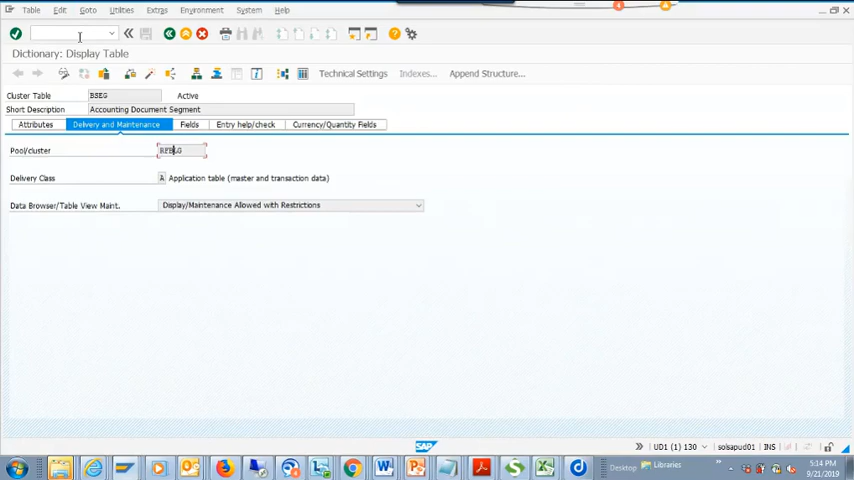 Table Edit Goto Utilities Extras Environment System Help
Dictionary: Display Table
Technical Settings Indexes... Append Structure...
Cluster Table BSEG Active
Short Description Accounting Document Segment
Attributes Delivery and Maintenance Fields Entry help/check Currency/Quantity Fields
Pool/cluster RFBLG
Delivery Class A Application table (master and transaction data)
Data Browser/Table View Maint. Display/Maintenance Allowed with Restrictions
SAP
UD1 (1) 130 solsapud01 INS
Desktop Libraries
5:14 PM
9/21/2019